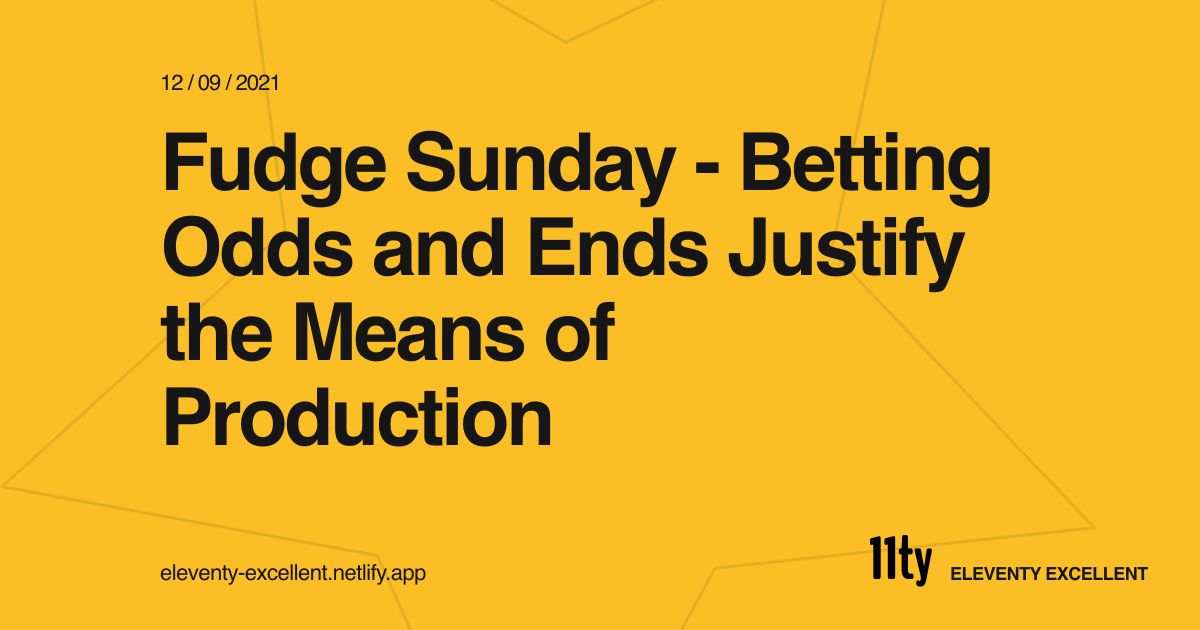 12 / 09 / 2021
Fudge Sunday - Betting
Odds and Ends Justify
the Means of
Production
eleventy-excellent.netlify.app
11ty ELEVENTY EXCELLENT